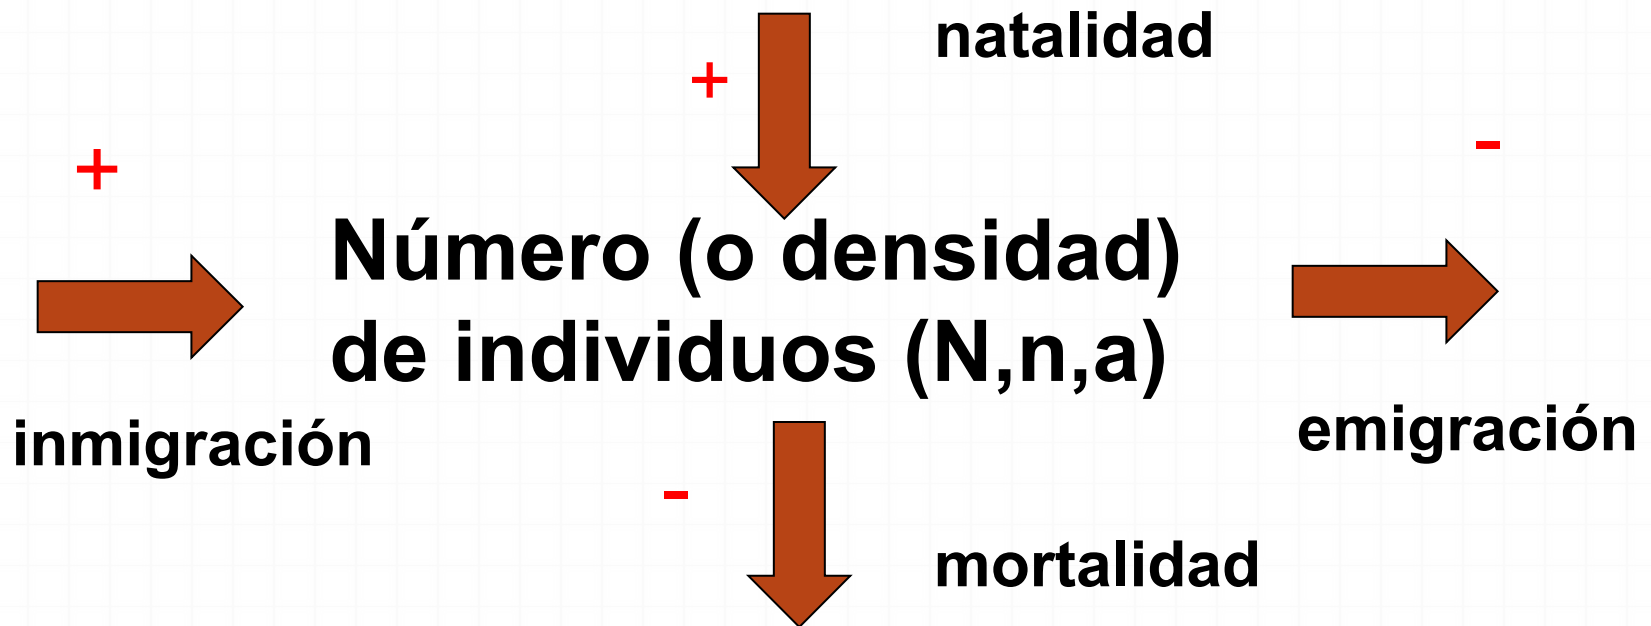 natalidad
+
+
-
Número (o densidad)
de individuos (N,n,a)
inmigración
emigración
-
mortalidad